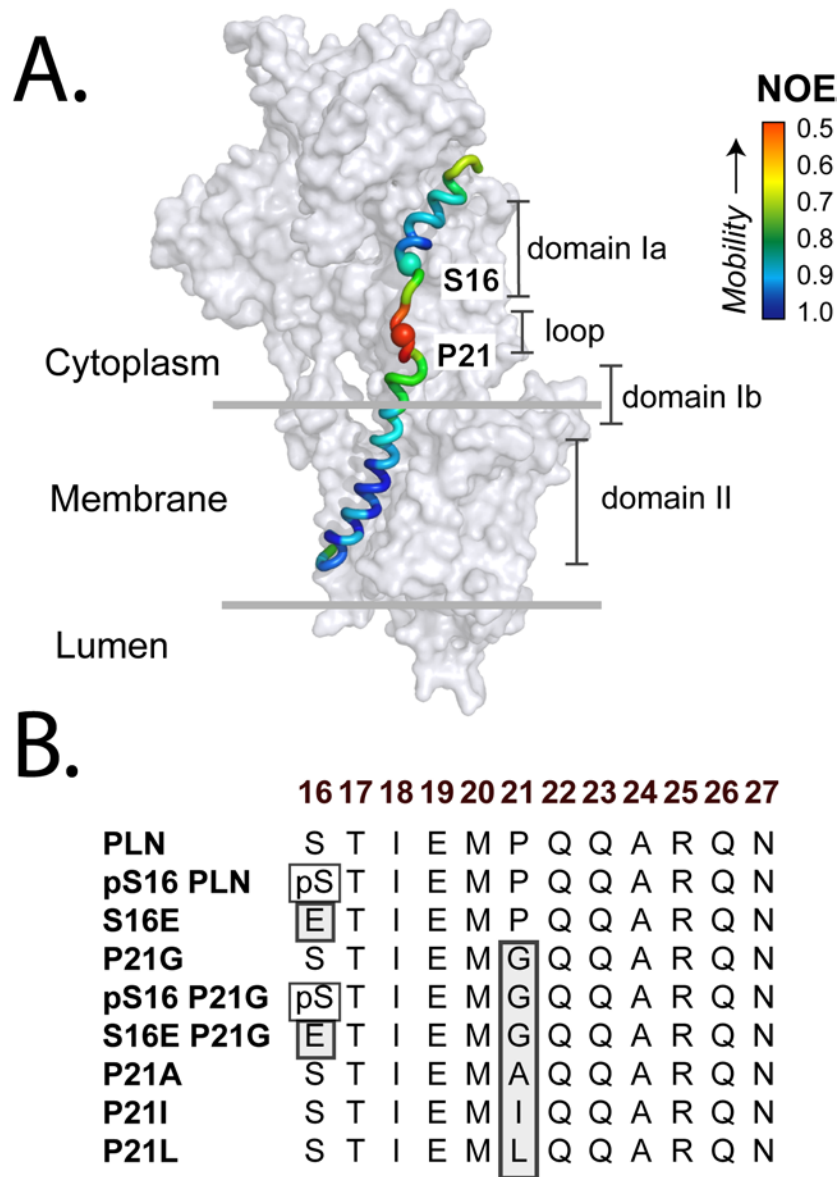 A.
NOE
Mobility →
0.5
0.6
0.7
0.8
0.9
1.0
domain Ia
S16
loop
P21
Cytoplasm
domain Ib
Membrane
domain II
Lumen
B.
16 17 18 19 20 21 22 23 24 25 26 27
PLN S T I E M P Q Q A R Q N
pS16 PLN pS T I E M P Q Q A R Q N
S16E E T I E M P Q Q A R Q N
P21G S T I E M G Q Q A R Q N
pS16 P21G pS T I E M G Q Q A R Q N
S16E P21G E T I E M G Q Q A R Q N
P21A S T I E M A Q Q A R Q N
P21I S T I E M I Q Q A R Q N
P21L S T I E M L Q Q A R Q N